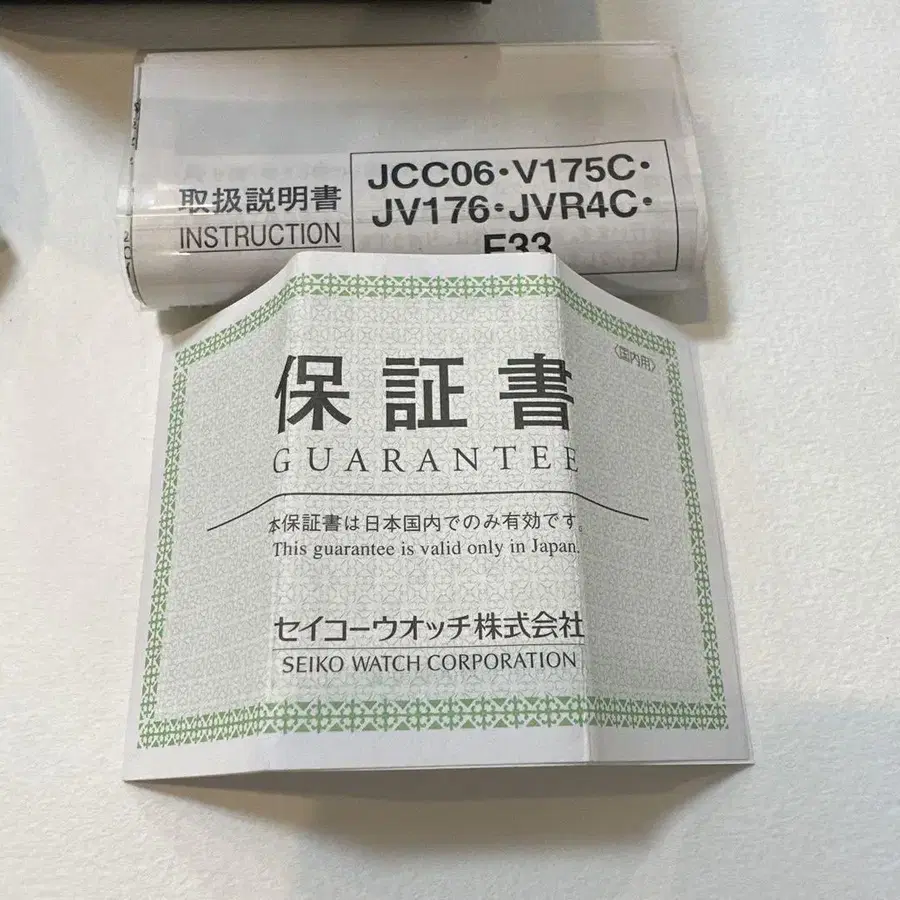 取扱説明書
INSTRUCTION
JCC06・V175C・
JV176・JVR4C・
F33
〈国内用〉
保証書
GUARANTEE
本保証書は日本国内でのみ有効です。
This guarantee is valid only in Japan.
セイコーウオッチ株式会社
SEIKO WATCH CORPORATION